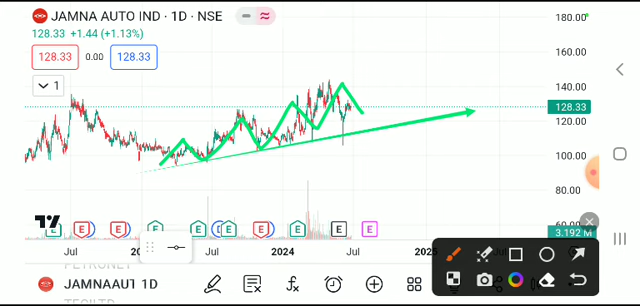 JAMNA AUTO IND · 1D · NSE
128.33 +1.44 (+1.13%)
128.33 0.00 128.33
1
180.00
160.00
140.00
128.33
120.00
100.00
80.00
3.192 M
E E E E E E E E E
Jul Jul 2024 Jul 2025
JAMNAAUT 1D